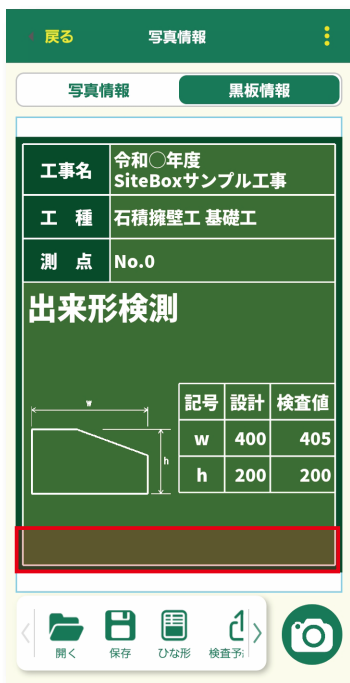 戻る
写真情報
写真情報
黒板情報
工事名
令和○年度
SiteBoxサンプル工事
工 種
石積擁壁工 基礎工
測 点
No.0
出来形検測
w
h
記号 設計 検査値
w 400 405
h 200 200
開く
保存
ひな形
検査予